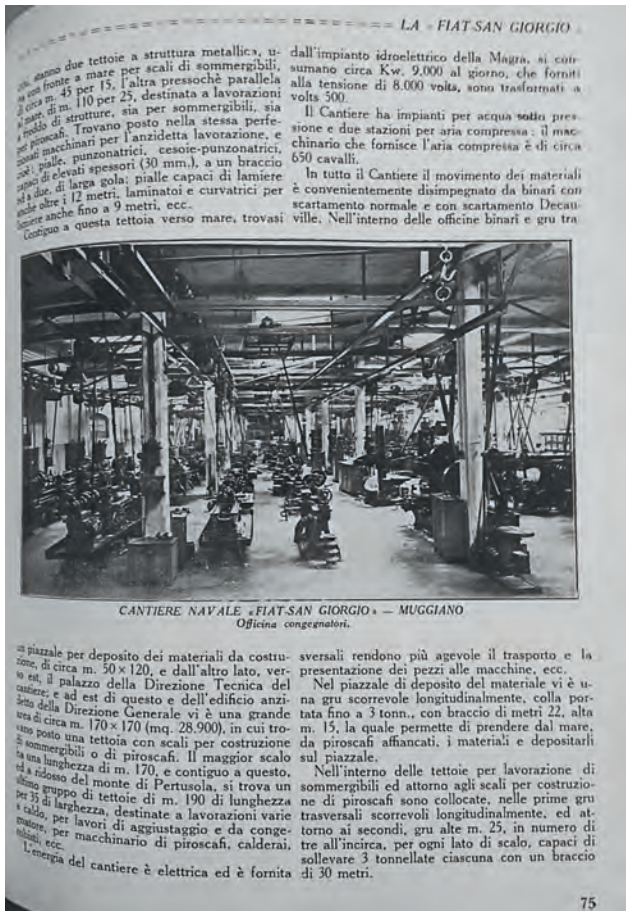 LA « FIAT-SAN GIORGIO
stanno due tettoie a struttura metallica, u-
na con fronte a mare per scali di sommergibili,
di circa m. 45 per 15, l'altra pressochè parallela
al mare, di m. 110 per 25, destinata a lavorazioni
a freddo di strutture, sia per sommergibili, sia
per piroscafi. Trovano posto nella stessa perfe-
zionati macchinari per l'anzidetta lavorazione, e
cioè: pialle, punzonatrici, cesoie-punzonatrici,
capaci di elevati spessori (30 mm.), a un braccio
ed a due, di larga gola; pialle capaci di lamiere
anche oltre i 12 metri, laminatoi e curvatrici per
lamiere anche fino a 9 metri, ecc.
Contiguo a questa tettoia verso mare, trovasi
un piazzale per deposito dei materiali da costru-
zione, di circa m. 50 × 120, e dall'altro lato, ver-
so est, il palazzo della Direzione Tecnica del
cantiere; e ad est di questo e dell'edificio anzi-
detto della Direzione Generale vi è una grande
area di circa m. 170 × 170 (mq. 28.900), in cui tro-
vano posto una tettoia con scali per costruzione
di sommergibili o di piroscafi. Il maggior scalo
ha una lunghezza di m. 170, e contiguo a questo,
ed a ridosso del monte di Pertusola, si trova un
ultimo gruppo di tettoie di m. 190 di lunghezza
per 35 di larghezza, destinate a lavorazioni varie
a caldo, per lavori di aggiustaggio e da conge-
gnatore, per macchinario di piroscafi, calderai,
ecc.
L'energia del cantiere è elettrica ed è fornita
dall'impianto idroelettrico della Magra, si con-
sumano circa Kw. 9,000 al giorno, che forniti
alla tensione di 8.000 volts, sono trasformati a
volts 500.
Il Cantiere ha impianti per acqua sotto pres-
sione e due stazioni per aria compressa: il mac-
chinario che fornisce l'aria compressa è di circa
650 cavalli.
In tutto il Cantiere il movimento dei materiali
è convenientemente disimpegnato da binari con
scartamento normale e con scartamento Decau-
ville. Nell'interno delle officine binari e gru tra
sversali rendono più agevole il trasporto e la
presentazione dei pezzi alle macchine, ecc.
Nel piazzale di deposito del materiale vi è u-
na gru scorrevole longitudinalmente, colla por-
tata fino a 3 tonn., con braccio di metri 22, alta
m. 15, la quale permette di prendere dal mare,
da piroscafi affiancati, i materiali e depositarli
sul piazzale.
Nell'interno delle tettoie per lavorazione di
sommergibili ed attorno agli scali per costruzio-
ne di piroscafi sono collocate, nelle prime gru
trasversali scorrevoli longitudinalmente, ed at-
torno ai secondi, gru alte m. 25, in numero di
tre all'incirca, per ogni lato di scalo, capaci di
sollevare 3 tonnellate ciascuna con un braccio
di 30 metri.
CANTIERE NAVALE «FIAT-SAN GIORGIO» — MUGGIANO
Officina congegnatori.
75